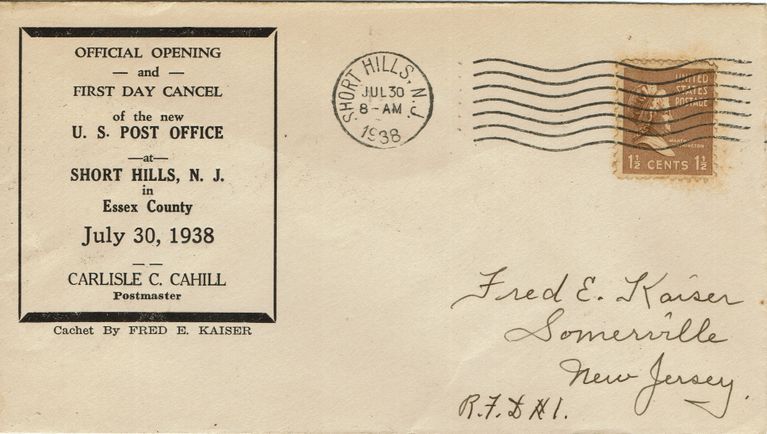 OFFICIAL OPENING
— and —
FIRST DAY CANCEL
of the new
U. S. POST OFFICE
—at—
SHORT HILLS, N. J.
in
Essex County
July 30, 1938
— —
CARLISLE C. CAHILL
Postmaster
Cachet By FRED E. KAISER
SHORT HILLS, N.J.
JUL 30
8-AM
1938
UNITED
STATES
POSTAGE
MARTHA
WASHINGTON
1½ CENTS 1½
Fred E. Kaiser
Somerville
New Jersey.
R.F.D #1.